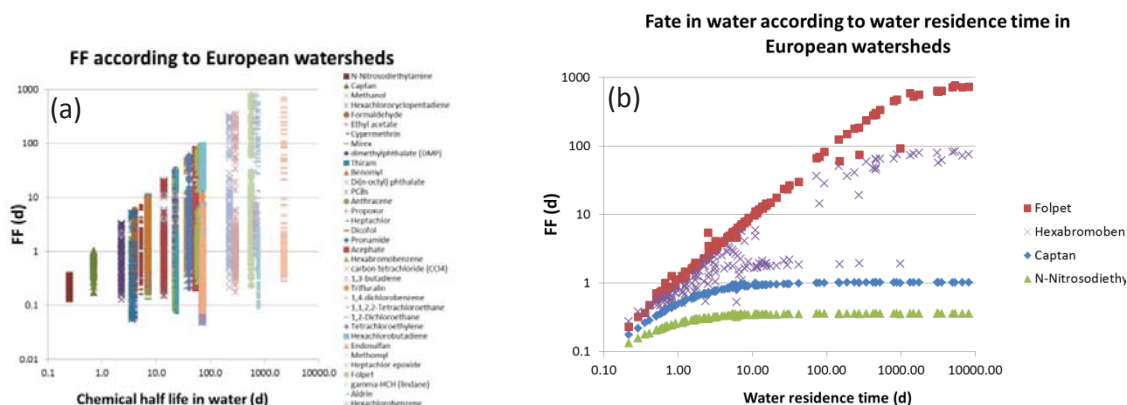 FF according to European watersheds
(a)
FF (d)
1000
100
10
1
0.1
0.01
0.1
1.0
10.0
100.0
1000.0
10000.0
Chemical half life in water (d)
N-Nitrosodiethylamine
Captan
Methanol
Hexachlorocyclopentadiene
Formaldehyde
Ethyl acetate
Cypermethrin
Mirex
dimethylphthalate (DMP)
Thiram
Benomyl
Di(n-octyl) phthalate
PCBs
Anthracene
Propoxur
Heptachlor
Dicofol
Pronamide
Acephate
Hexabromobenzene
carbon tetrachloride (CCl4)
1,3 butadiene
Trifluralin
1,4 dichlorobenzene
1,1,2,2-Tetrachloroethane
1,2-Dichloroethane
Tetrachloroethylene
Hexachlorobutadiene
Endosulfan
Methomyl
Heptachlor epoxide
Folpet
gamma-HCH (lindane)
Aldrin
Hexachlorobenzene
Fate in water according to water residence time in
European watersheds
(b)
FF (d)
1000
100
10
1
0.1
0.10
1.00
10.00
100.00
1000.00
10000.00
Water residence time (d)
Folpet
Hexabromoben
Captan
N-Nitrosodiethy